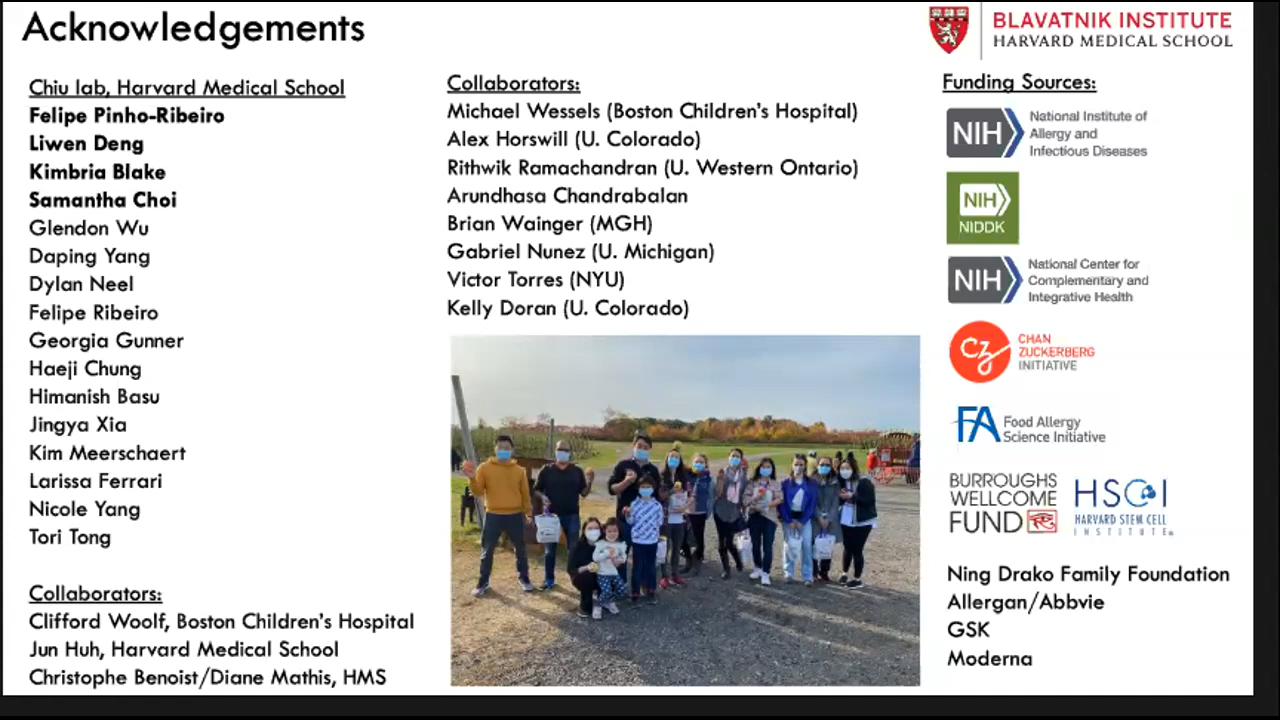 Acknowledgements
BLAVATNIK INSTITUTE
HARVARD MEDICAL SCHOOL
Chiu lab, Harvard Medical School
Felipe Pinho-Ribeiro
Liwen Deng
Kimbria Blake
Samantha Choi
Glendon Wu
Daping Yang
Dylan Neel
Felipe Ribeiro
Georgia Gunner
Haeji Chung
Himanish Basu
Jingya Xia
Kim Meerschaert
Larissa Ferrari
Nicole Yang
Tori Tong
Collaborators:
Clifford Woolf, Boston Children's Hospital
Jun Huh, Harvard Medical School
Christophe Benoist/Diane Mathis, HMS
Collaborators:
Michael Wessels (Boston Children's Hospital)
Alex Horswill (U. Colorado)
Rithwik Ramachandran (U. Western Ontario)
Arundhasa Chandrabalan
Brian Wainger (MGH)
Gabriel Nunez (U. Michigan)
Victor Torres (NYU)
Kelly Doran (U. Colorado)
Funding Sources:
NIH
National Institute of
Allergy and
Infectious Diseases
NIH
NIDDK
NIH
National Center for
Complementary and
Integrative Health
CZ
CHAN
ZUCKERBERG
INITIATIVE
FA
Food Allergy
Science Initiative
BURROUGHS
WELLCOME
FUND
HSCI
HARVARD STEM CELL
INSTITUTE
Ning Drako Family Foundation
Allergan/Abbvie
GSK
Moderna